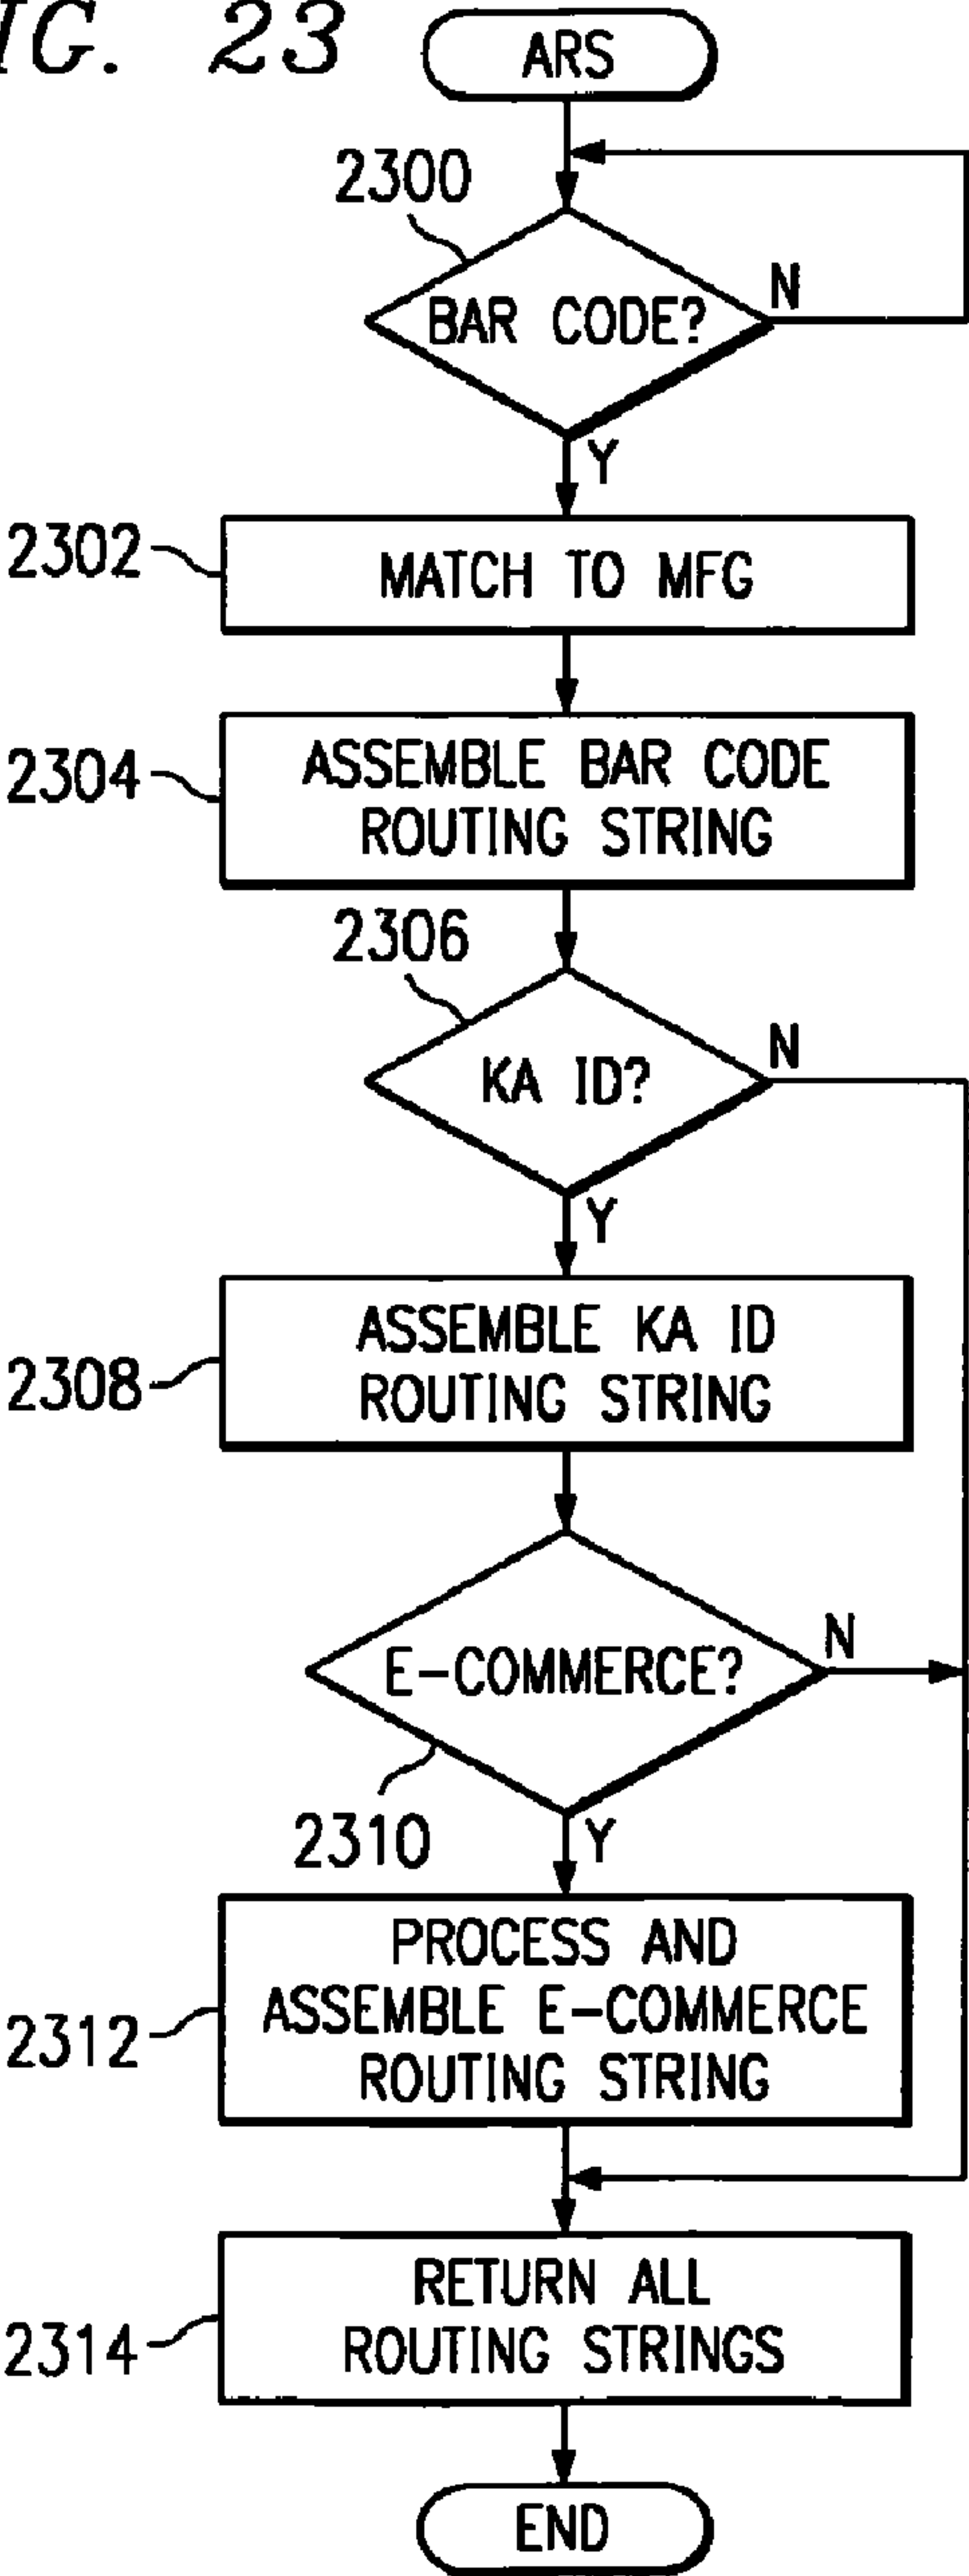 IG. 23
ARS
2300
BAR CODE?
N
Y
2302
MATCH TO MFG
2304
ASSEMBLE BAR CODE
ROUTING STRING
2306
KA ID?
N
Y
2308
ASSEMBLE KA ID
ROUTING STRING
E-COMMERCE?
N
2310
Y
2312
PROCESS AND
ASSEMBLE E-COMMERCE
ROUTING STRING
2314
RETURN ALL
ROUTING STRINGS
END